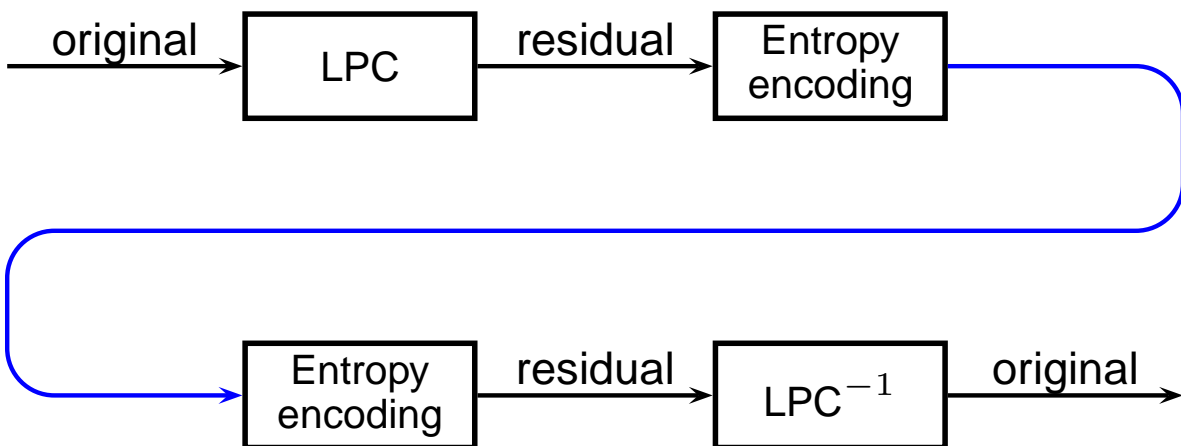 original
LPC
residual
Entropy
encoding
Entropy
encoding
residual
LPC⁻¹
original